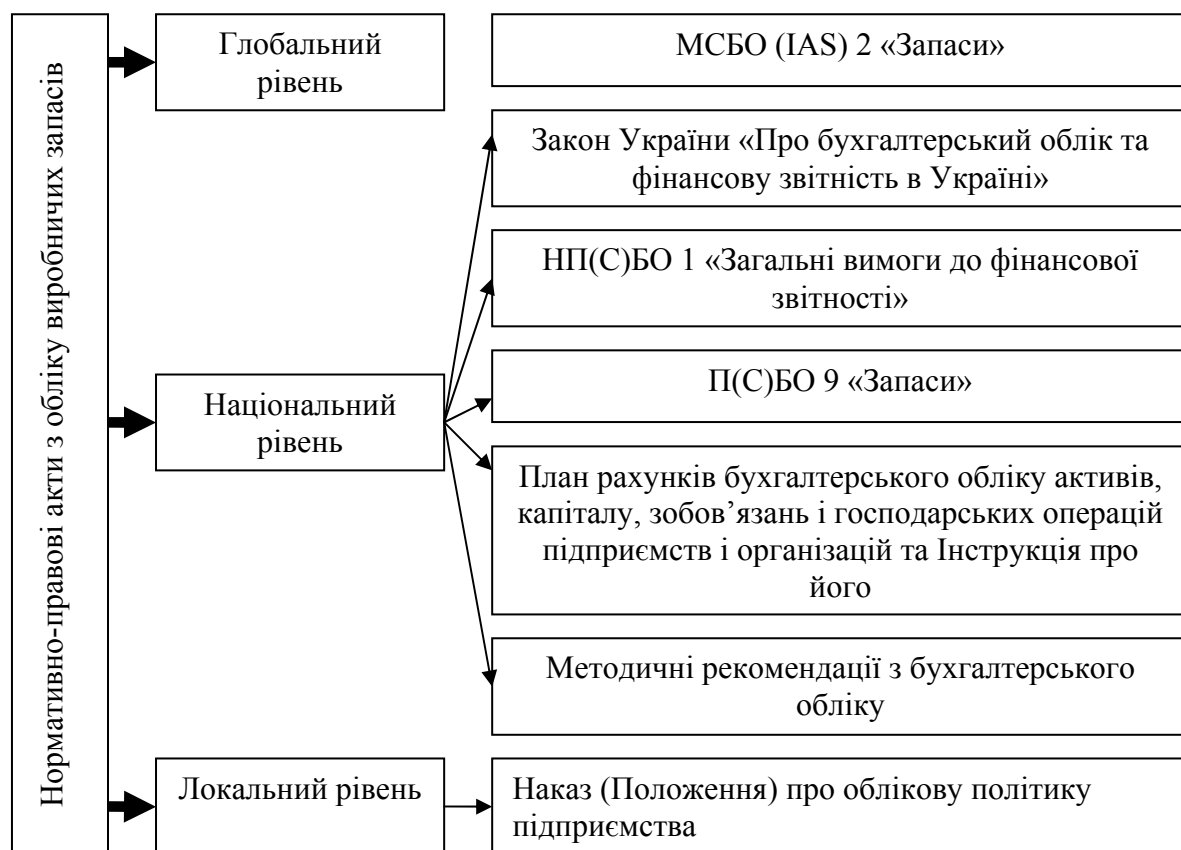 Нормативно-правові акти з обліку виробничих запасів
Глобальний
рівень
МСБО (IAS) 2 «Запаси»
Закон України «Про бухгалтерський облік та
фінансову звітність в Україні»
НП(С)БО 1 «Загальні вимоги до фінансової
звітності»
Національний
рівень
П(С)БО 9 «Запаси»
План рахунків бухгалтерського обліку активів,
капіталу, зобов’язань і господарських операцій
підприємств і організацій та Інструкція про
його
Методичні рекомендації з бухгалтерського
обліку
Локальний рівень
Наказ (Положення) про облікову політику
підприємства